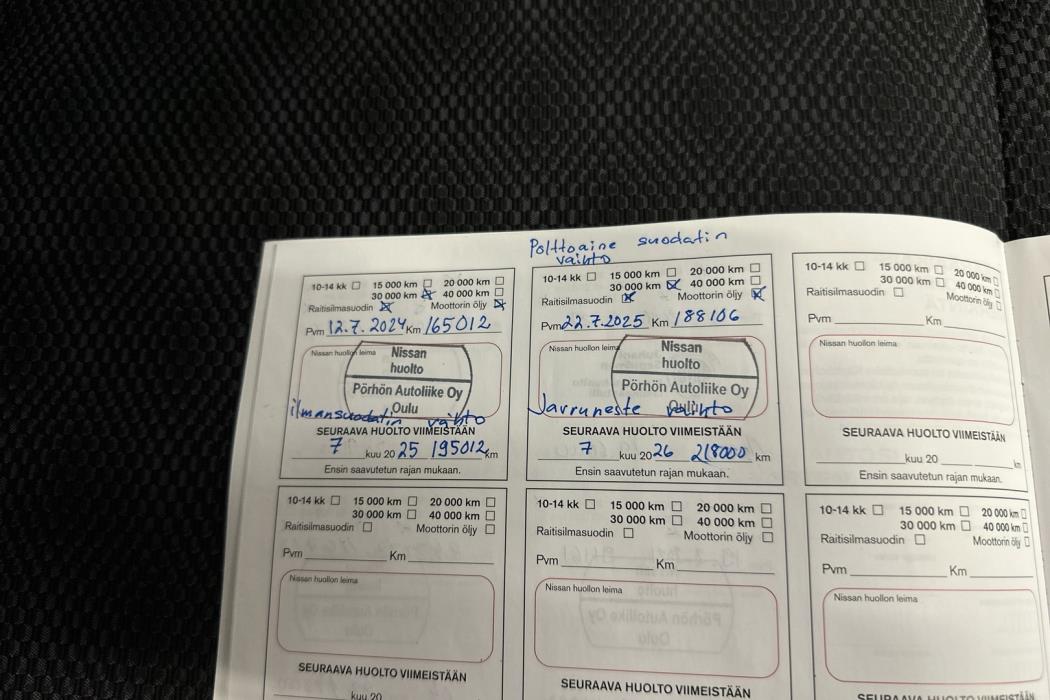 Polttoaine suodatin
vaihto
10-14 kk 15 000 km 20 000 km
30 000 km 40 000 km
Raitisilmasuodin Moottorin öljy
Pvm 12.7.2024 Km 165012
Nissan huollon leima
Nissan
huolto
Pörhön Autoliike Oy
Oulu
ilmansuodatin vaihto
SEURAAVA HUOLTO VIIMEISTÄÄN
7 kuu 20 25 195012 km
Ensin saavutetun rajan mukaan.
10-14 kk 15 000 km 20 000 km
30 000 km 40 000 km
Raitisilmasuodin Moottorin öljy
Pvm 22.7.2025 Km 188106
Nissan huollon leima
Nissan
huolto
Pörhön Autoliike Oy
Oulu
Jarruneste vaihto
SEURAAVA HUOLTO VIIMEISTÄÄN
7 kuu 20 26 218000 km
Ensin saavutetun rajan mukaan.
10-14 kk 15 000 km 20 000 km
30 000 km 40 000 km
Raitisilmasuodin Moottorin öljy
Pvm Km
Nissan huollon leima
SEURAAVA HUOLTO VIIMEISTÄÄN
kuu 20 km
Ensin saavutetun rajan mukaan.
10-14 kk 15 000 km 20 000 km
30 000 km 40 000 km
Raitisilmasuodin Moottorin öljy
Pvm Km
Nissan huollon leima
SEURAAVA HUOLTO VIIMEISTÄÄN
kuu 20
10-14 kk 15 000 km 20 000 km
30 000 km 40 000 km
Raitisilmasuodin Moottorin öljy
Pvm Km
Nissan huollon leima
SEURAAVA HUOLTO VIIMEISTÄÄN
10-14 kk 15 000 km 20 000 km
30 000 km 40 000 km
Raitisilmasuodin Moottorin öljy
Pvm Km
Nissan huollon leima
SEURAAVA HUOLTO VIIMEISTÄÄN